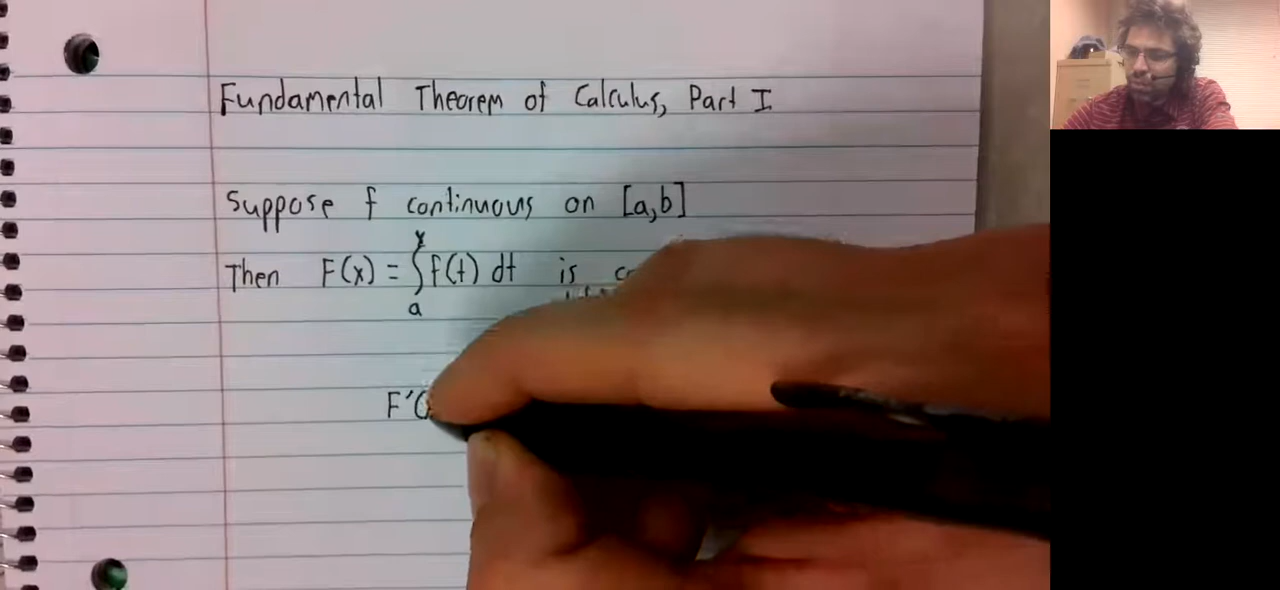 Fundamental Theorem of Calculus, Part I
Suppose f continuous on [a,b]
Then F(x) = ∫ₐˣ f(t) dt is
F'(